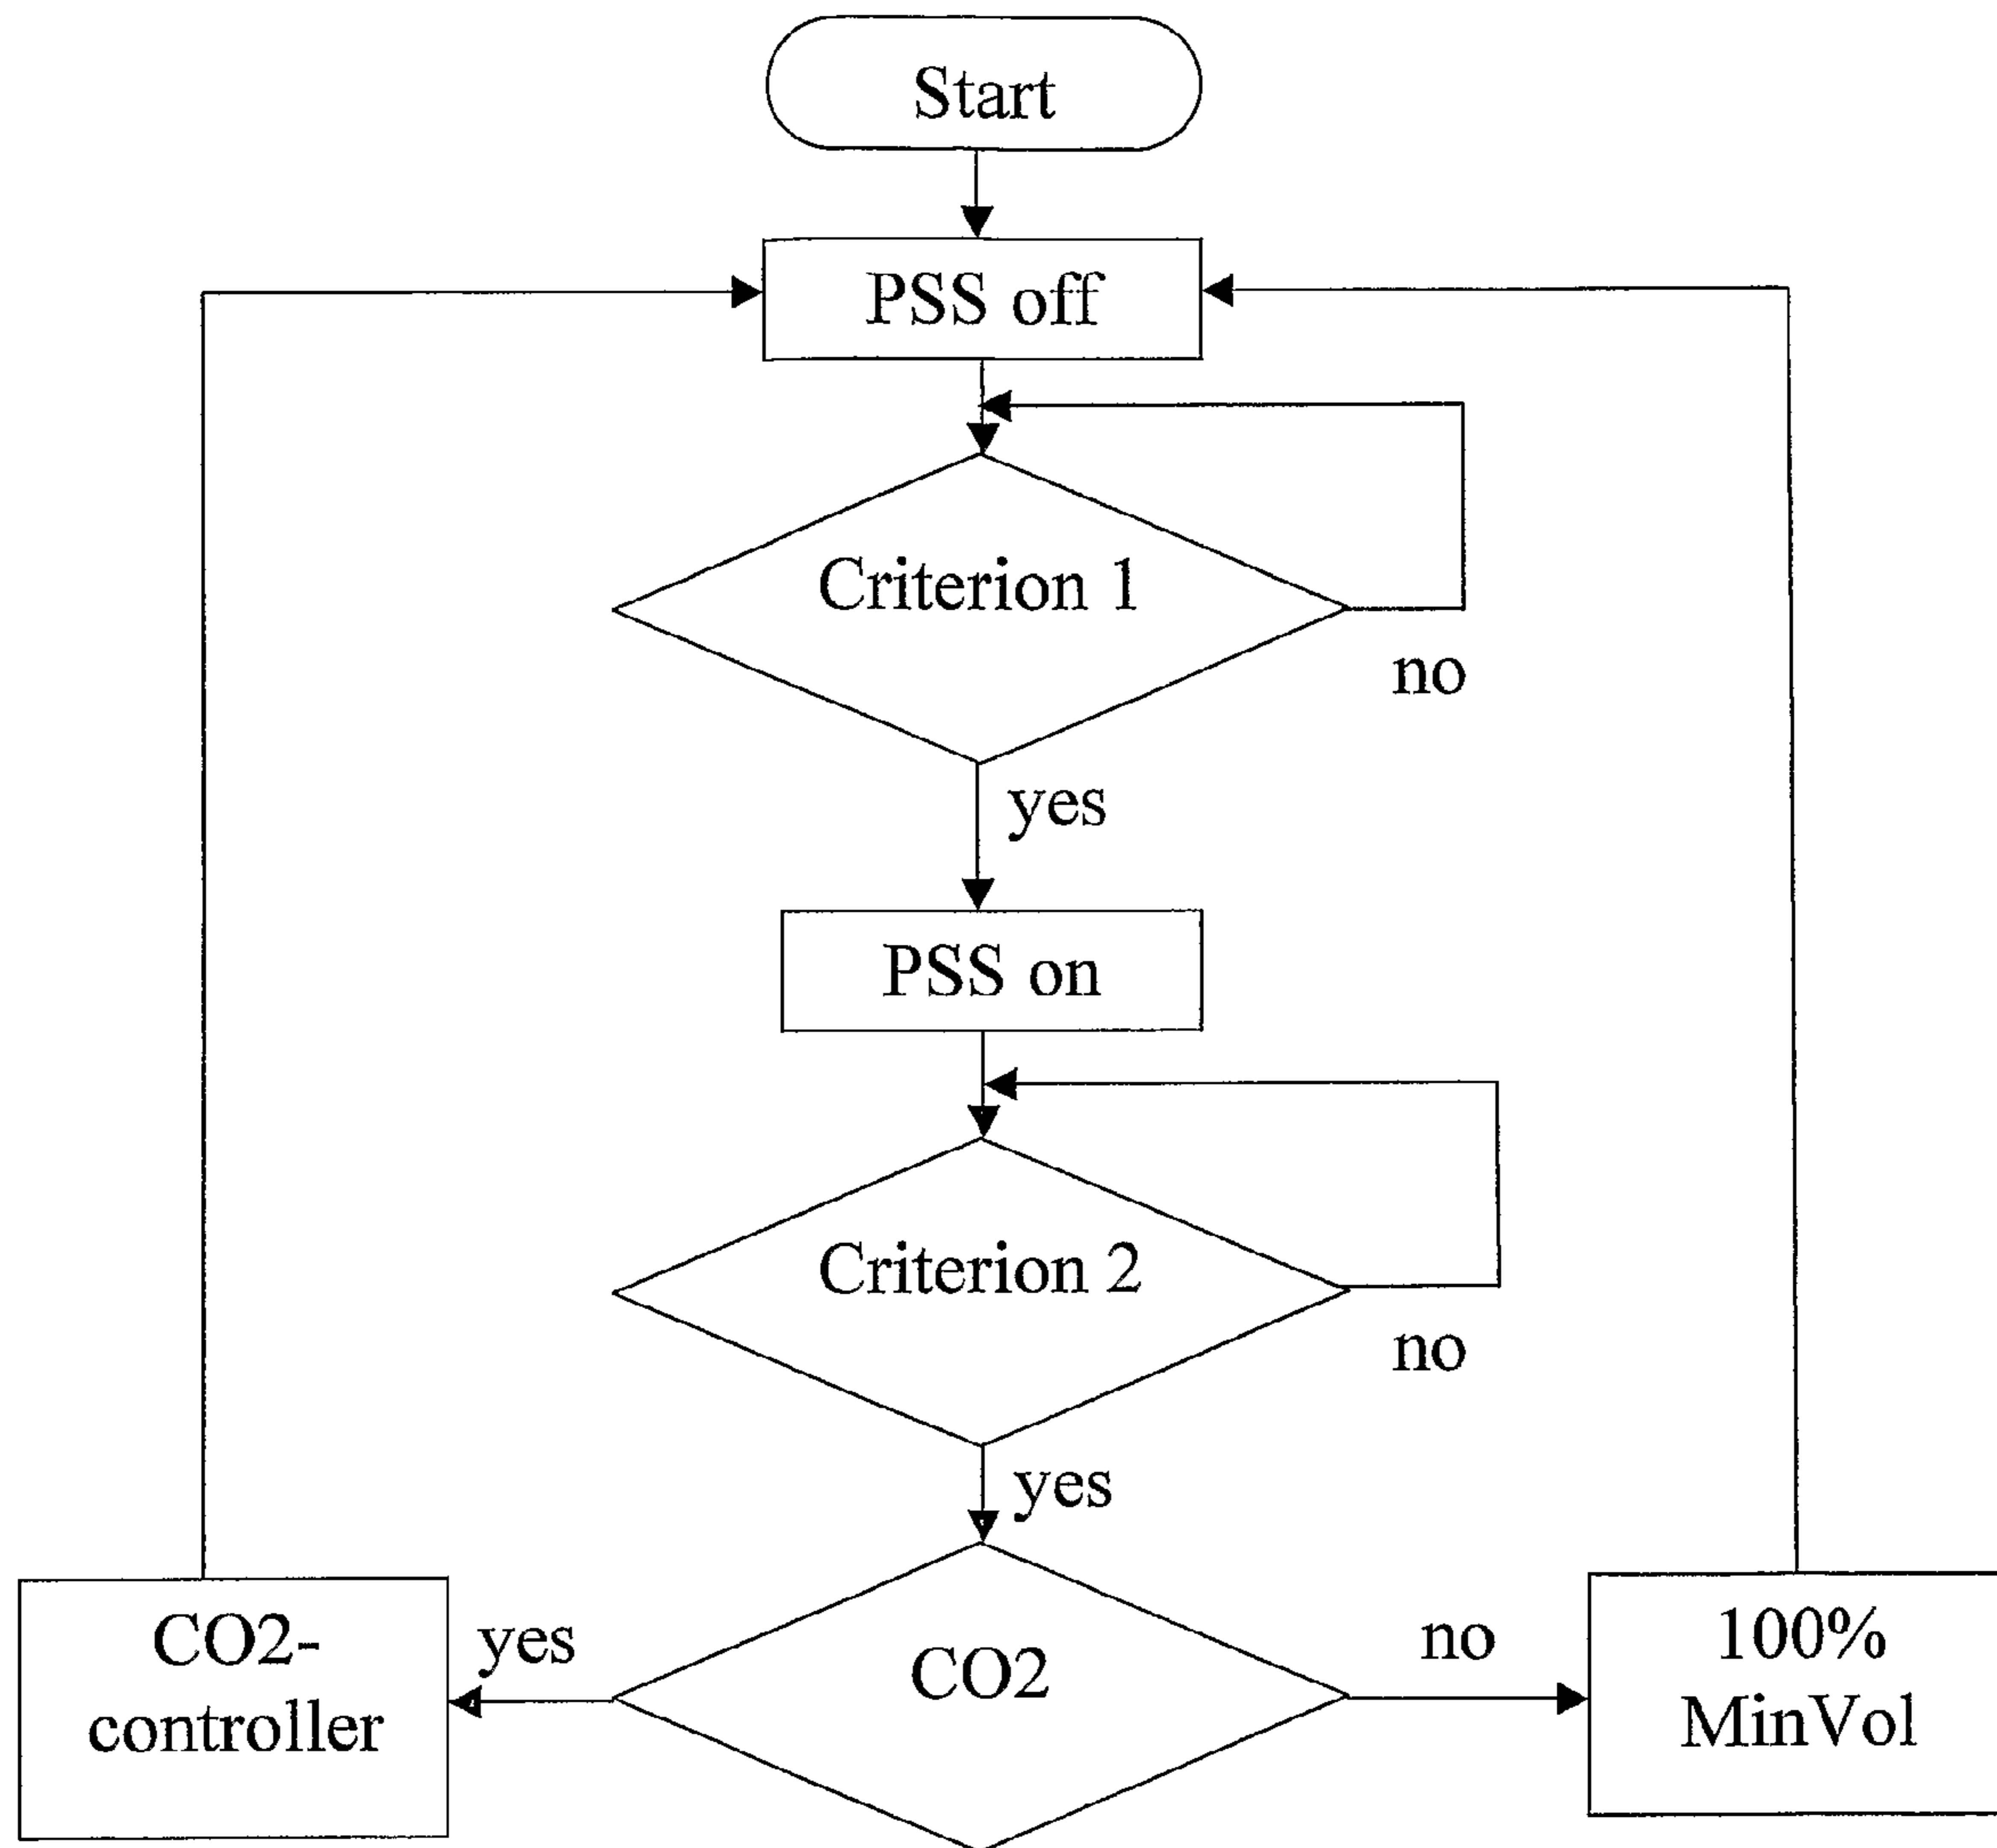 Start
PSS off
Criterion 1
no
yes
PSS on
Criterion 2
no
yes
CO2-
controller
yes
CO2
no
100%
MinVol